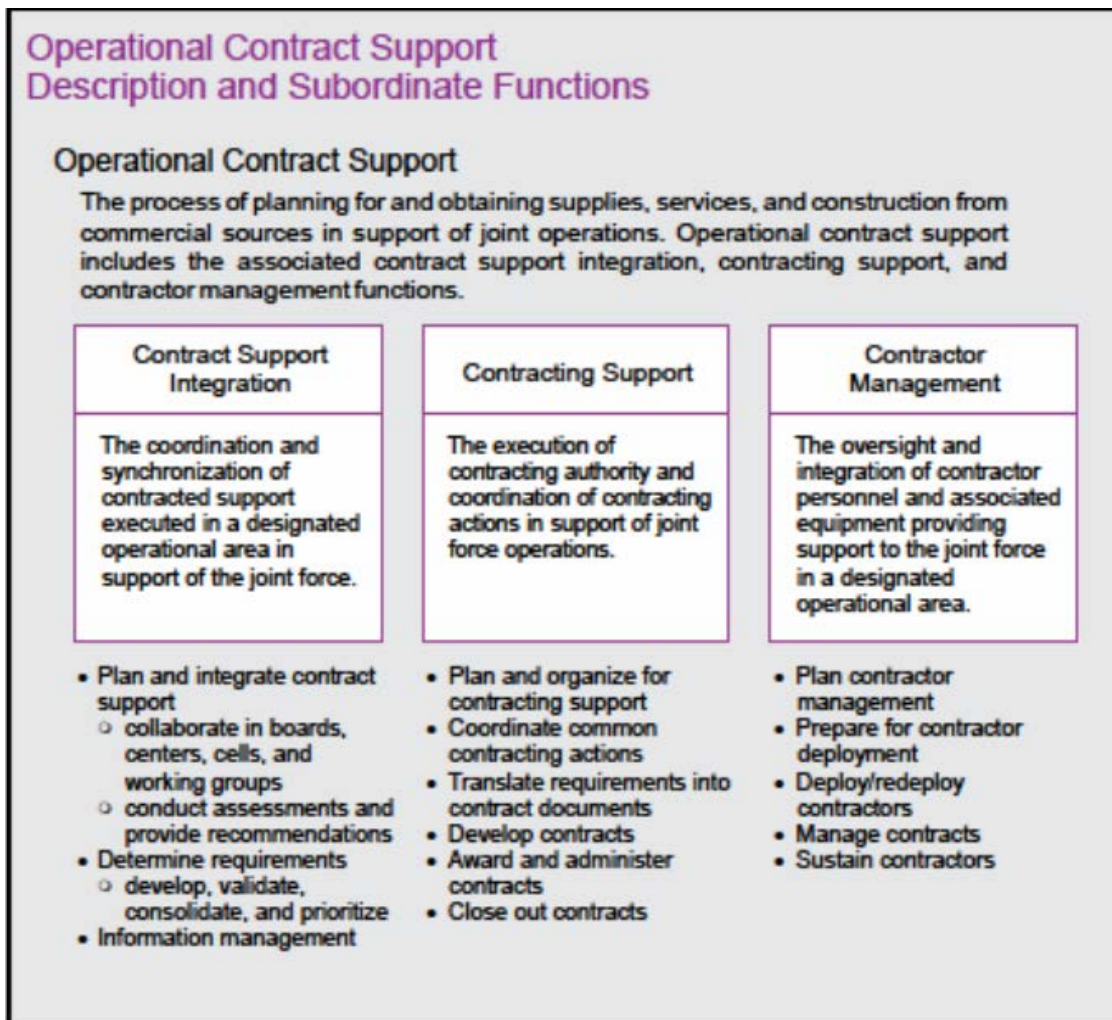 Operational Contract Support
Description and Subordinate Functions
Operational Contract Support
The process of planning for and obtaining supplies, services, and construction from
commercial sources in support of joint operations. Operational contract support
includes the associated contract support integration, contracting support, and
contractor management functions.
Contract Support
Integration
The coordination and
synchronization of
contracted support
executed in a designated
operational area in
support of the joint force.
• Plan and integrate contract
support
○ collaborate in boards,
centers, cells, and
working groups
○ conduct assessments and
provide recommendations
• Determine requirements
○ develop, validate,
consolidate, and prioritize
• Information management
Contracting Support
The execution of
contracting authority and
coordination of contracting
actions in support of joint
force operations.
• Plan and organize for
contracting support
• Coordinate common
contracting actions
• Translate requirements into
contract documents
• Develop contracts
• Award and administer
contracts
• Close out contracts
Contractor
Management
The oversight and
integration of contractor
personnel and associated
equipment providing
support to the joint force
in a designated
operational area.
• Plan contractor
management
• Prepare for contractor
deployment
• Deploy/redeploy
contractors
• Manage contracts
• Sustain contractors